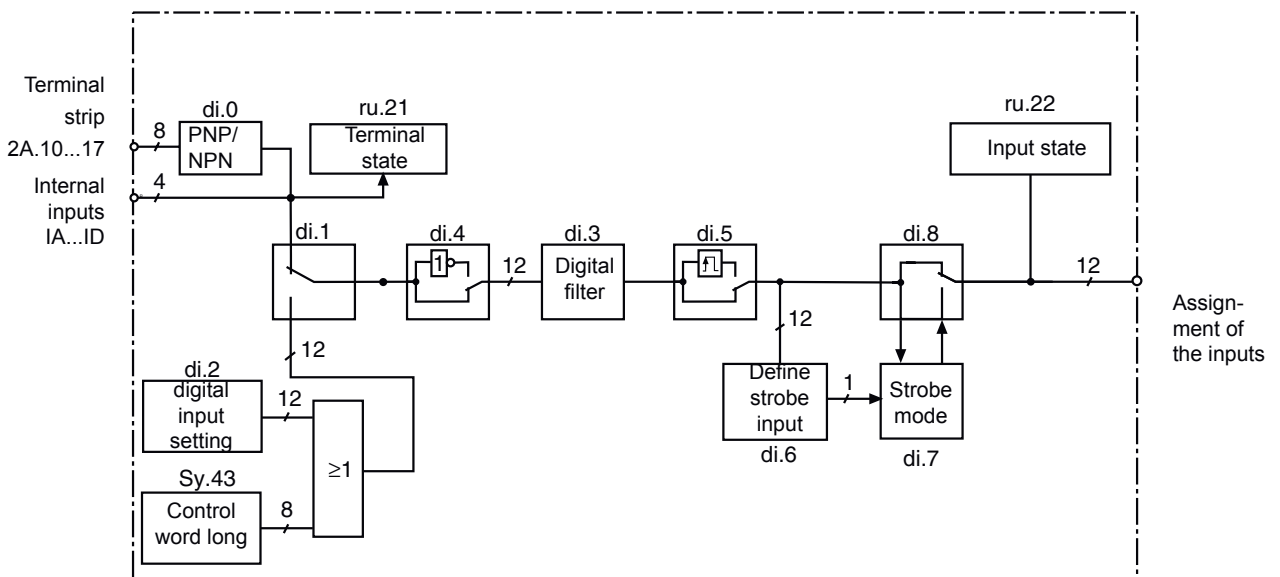 Terminal
strip
2A.10...17
Internal
inputs
IA...ID
8
4
di.0
PNP/
NPN
ru.21
Terminal
state
ru.22
Input state
di.1
di.4
1
12
di.3
Digital
filter
di.5
di.8
12
12
12
Assign-
ment of
the inputs
di.2
digital
input
setting
12
≥1
Sy.43
Control
word long
8
Define
strobe
input
di.6
1
Strobe
mode
di.7